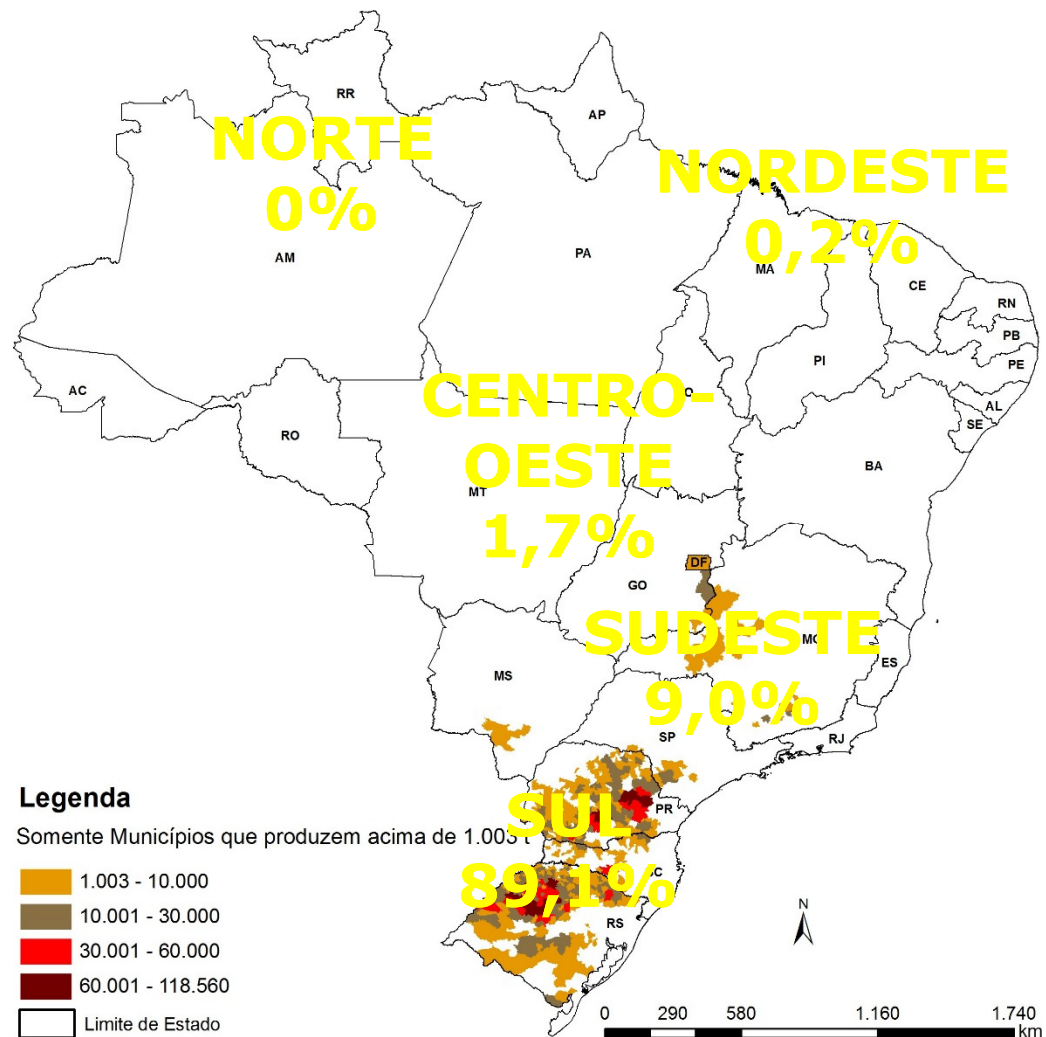 RR
AP
NORTE
0%
NORDESTE
0,2%
AM
PA
MA
CE
RN
PB
PE
PI
AL
SE
AC
RO
CENTRO-
OESTE
1,7%
MT
BA
DF
GO
SUDESTE
9,0%
MG
ES
MS
SP
RJ
PR
SUL
89,1%
RS
Legenda
Somente Municípios que produzem acima de 1.003 t
1.003 - 10.000
10.001 - 30.000
30.001 - 60.000
60.001 - 118.560
Limite de Estado
N
0 290 580 1.160 1.740
km